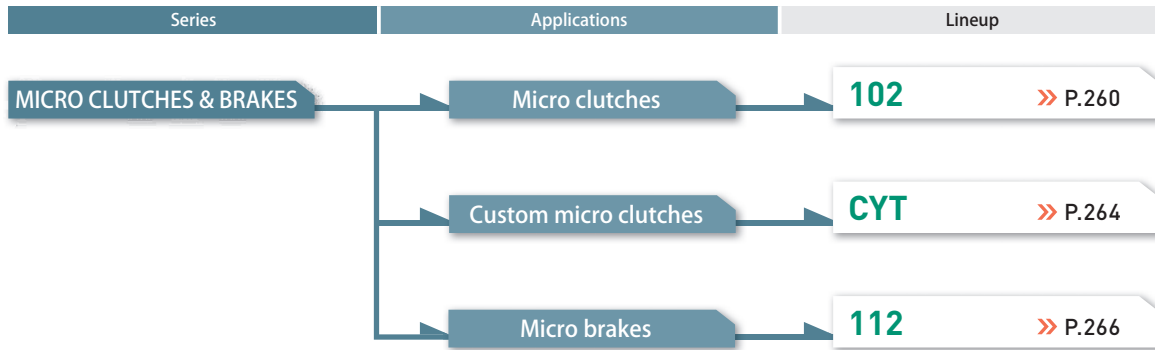 Series Applications Lineup
MICRO CLUTCHES & BRAKES Micro clutches 102 » P.260
Custom micro clutches CYT » P.264
Micro brakes 112 » P.266